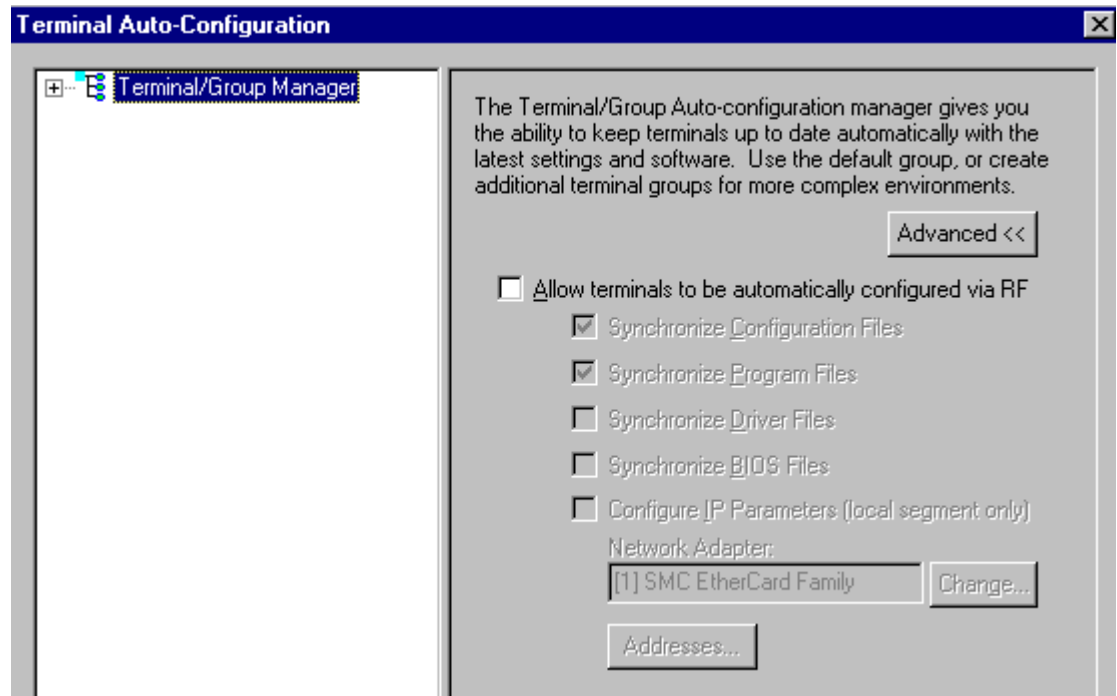 Terminal Auto-Configuration
Terminal/Group Manager
The Terminal/Group Auto-configuration manager gives you
the ability to keep terminals up to date automatically with the
latest settings and software. Use the default group, or create
additional terminal groups for more complex environments.
Advanced <<
Allow terminals to be automatically configured via RF
Synchronize Configuration Files
Synchronize Program Files
Synchronize Driver Files
Synchronize BIOS Files
Configure IP Parameters (local segment only)
Network Adapter:
[1] SMC EtherCard Family
Change...
Addresses...